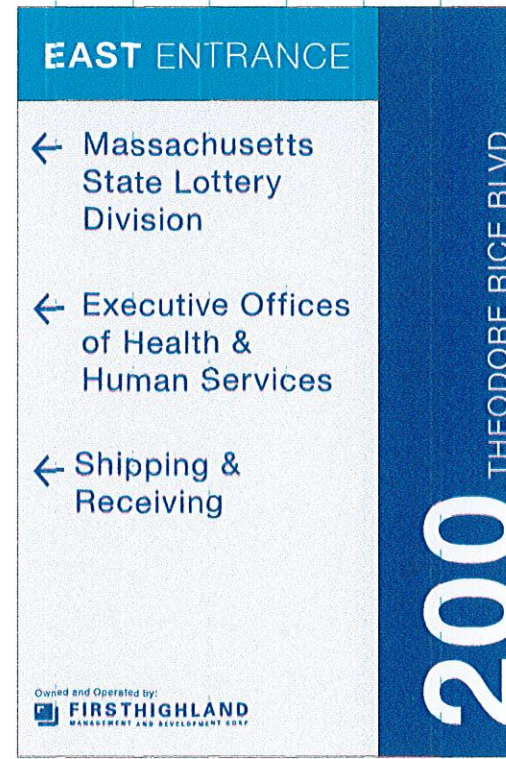 EAST ENTRANCE
← Massachusetts
State Lottery
Division
← Executive Offices
of Health &
Human Services
← Shipping &
Receiving
Owned and Operated by:
FIRSTHIGHLAND
MANAGEMENT AND DEVELOPMENT CORP
200 THEODORE RICE BLVD